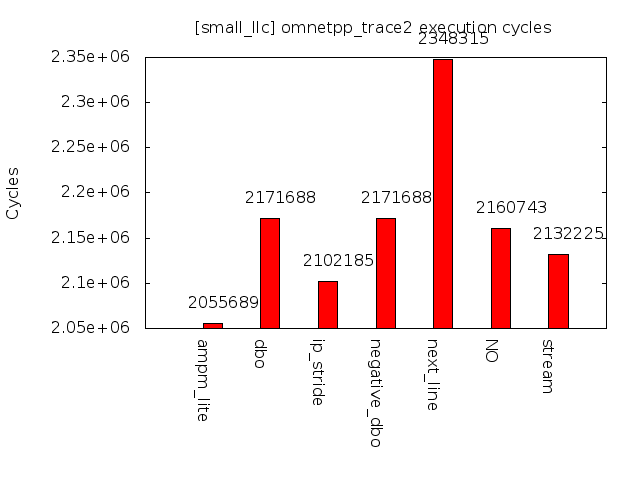 [small_llc] omnetpp_trace2 execution cycles
2348315
2.35e+06
2.3e+06
2.25e+06
2.2e+06
2.15e+06
2.1e+06
2.05e+06
Cycles
2055689
2171688
2102185
2171688
2160743
2132225
ampm_lite
dbo
ip_stride
negative_dbo
next_line
NO
stream